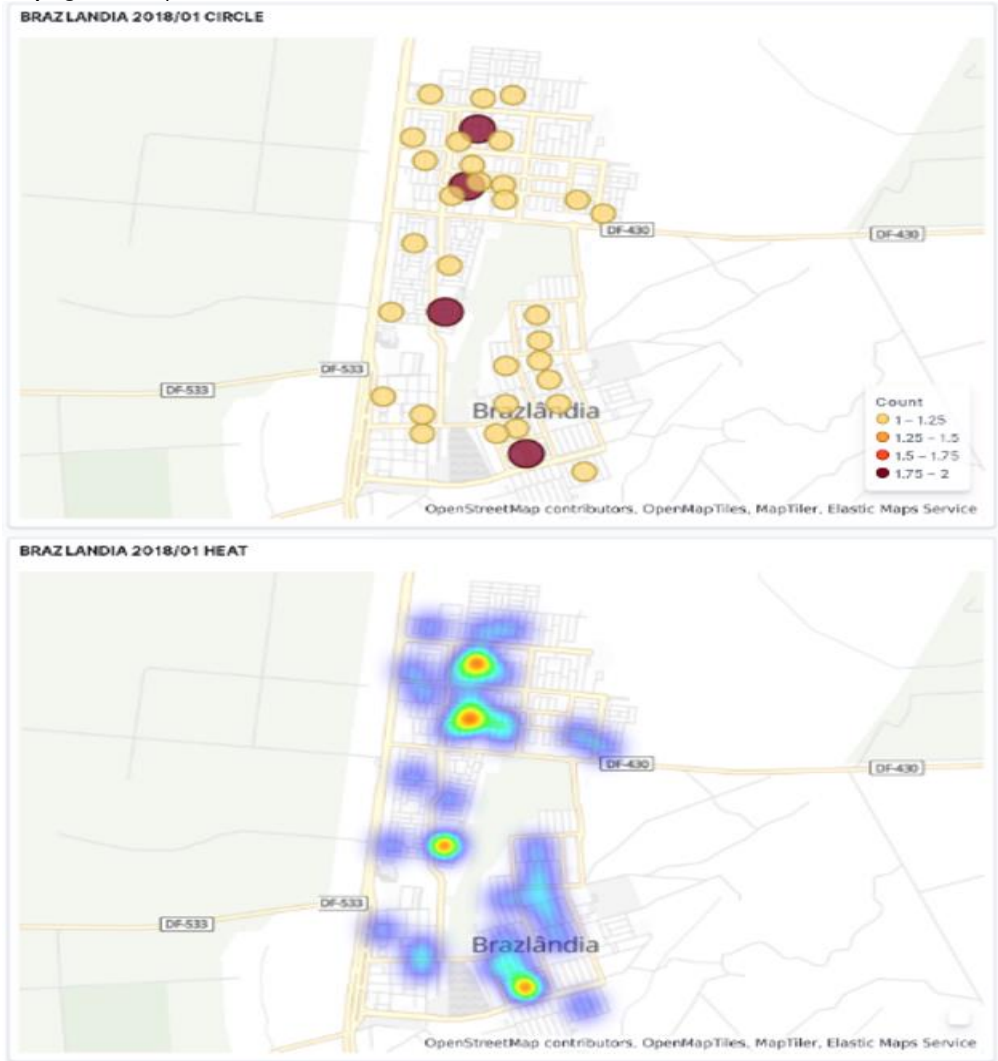 BRAZLANDIA 2018/01 CIRCLE
DF-430
DF-430
DF-533
DF-533
Brazlândia
Count
1 – 1.25
1.25 – 1.5
1.5 – 1.75
1.75 – 2
OpenStreetMap contributors, OpenMapTiles, MapTiler, Elastic Maps Service
BRAZLANDIA 2018/01 HEAT
DF-430
DF-430
DF-533
DF-533
Brazlândia
OpenStreetMap contributors, OpenMapTiles, MapTiler, Elastic Maps Service